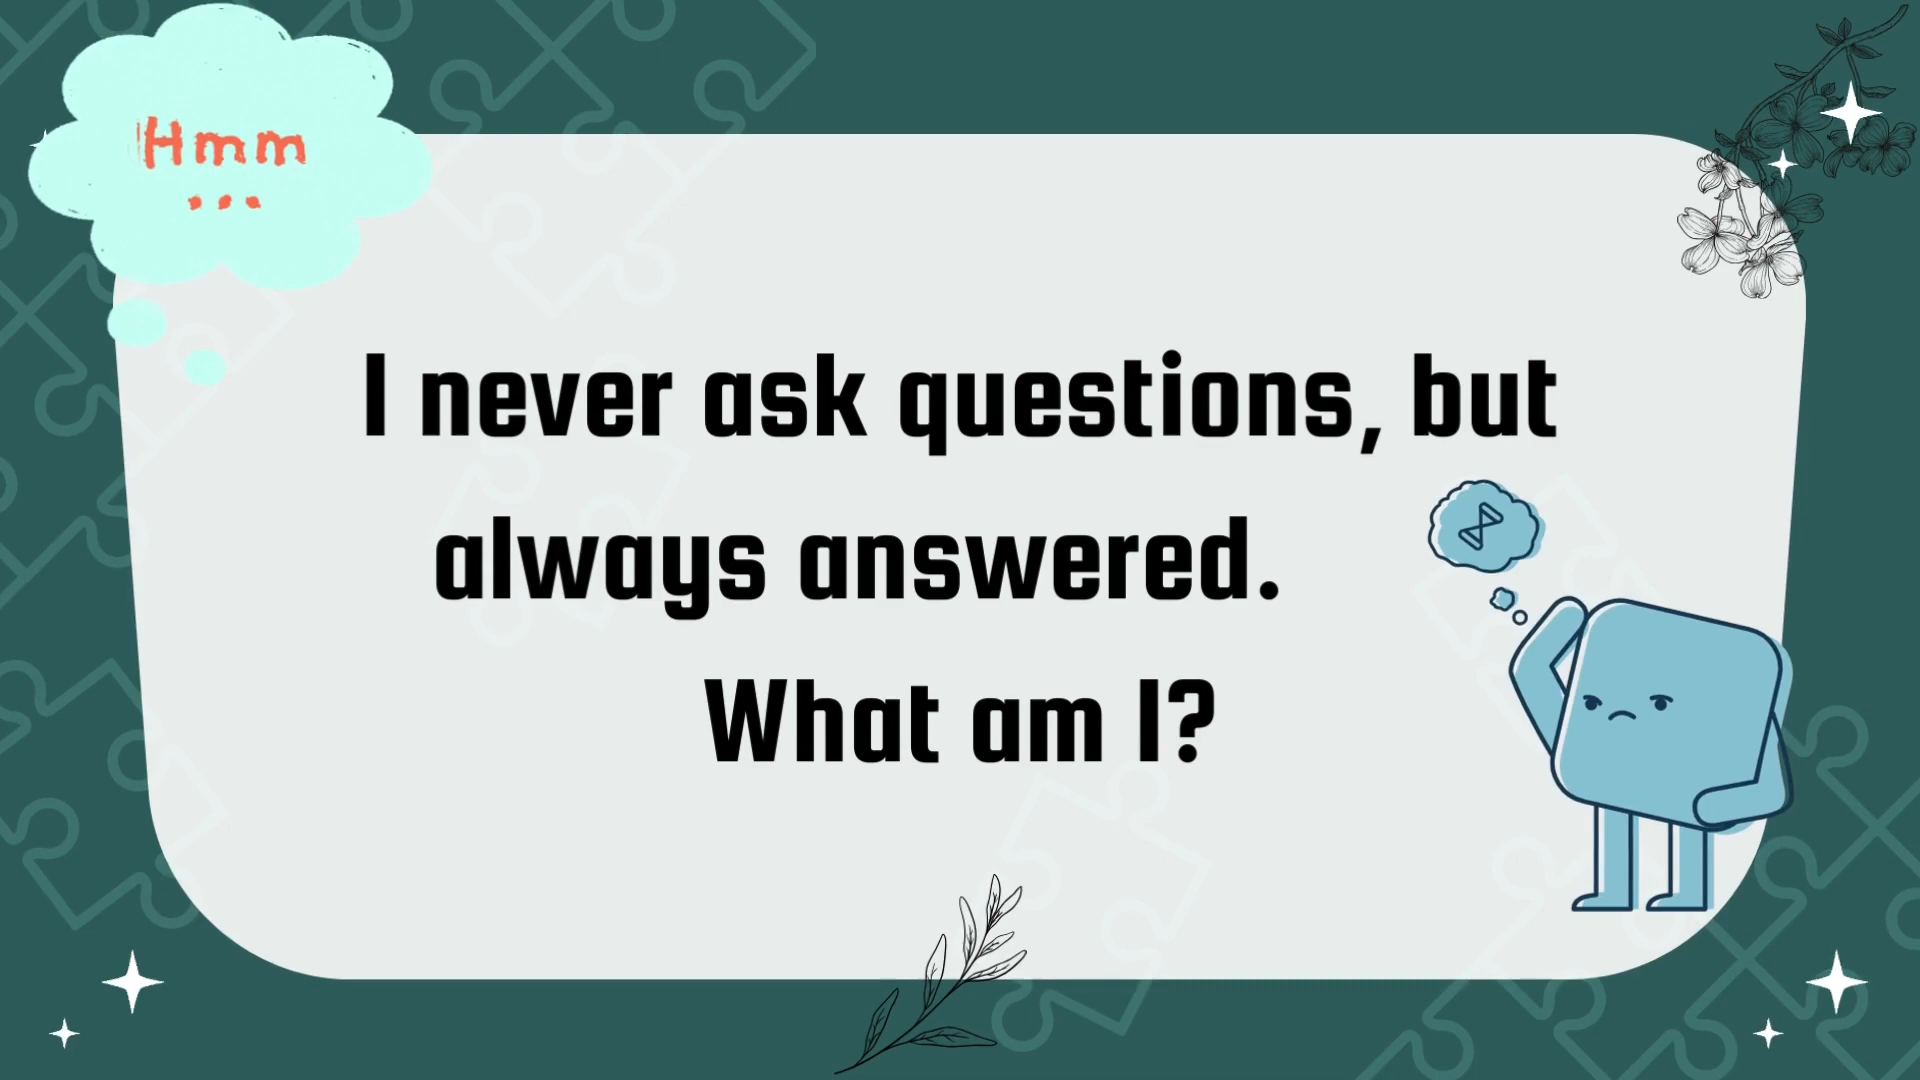 Hmm
...
I never ask questions, but
always answered.
What am I?